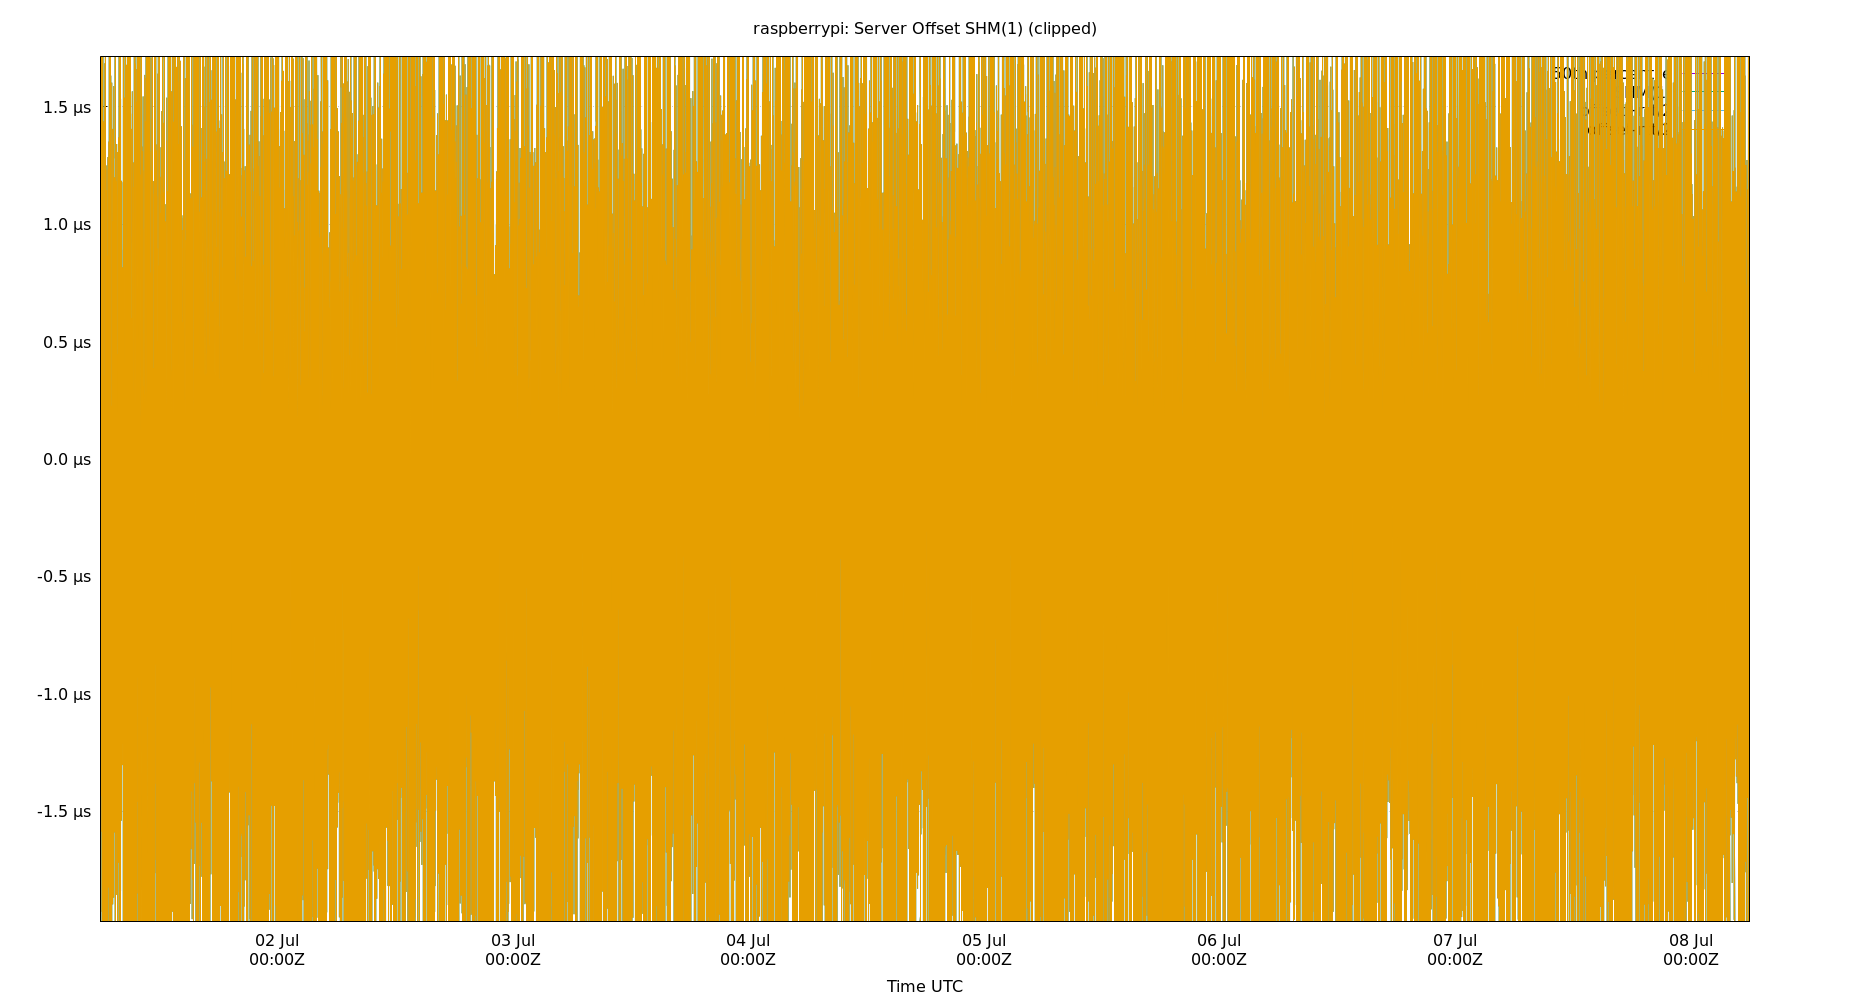 raspberrypi: Server Offset SHM(1) (clipped)
1.5 µs
1.0 µs
0.5 µs
0.0 µs
-0.5 µs
-1.0 µs
-1.5 µs
02 Jul 03 Jul 04 Jul 05 Jul 06 Jul 07 Jul 08 Jul
00:00Z 00:00Z 00:00Z 00:00Z 00:00Z 00:00Z 00:00Z
Time UTC